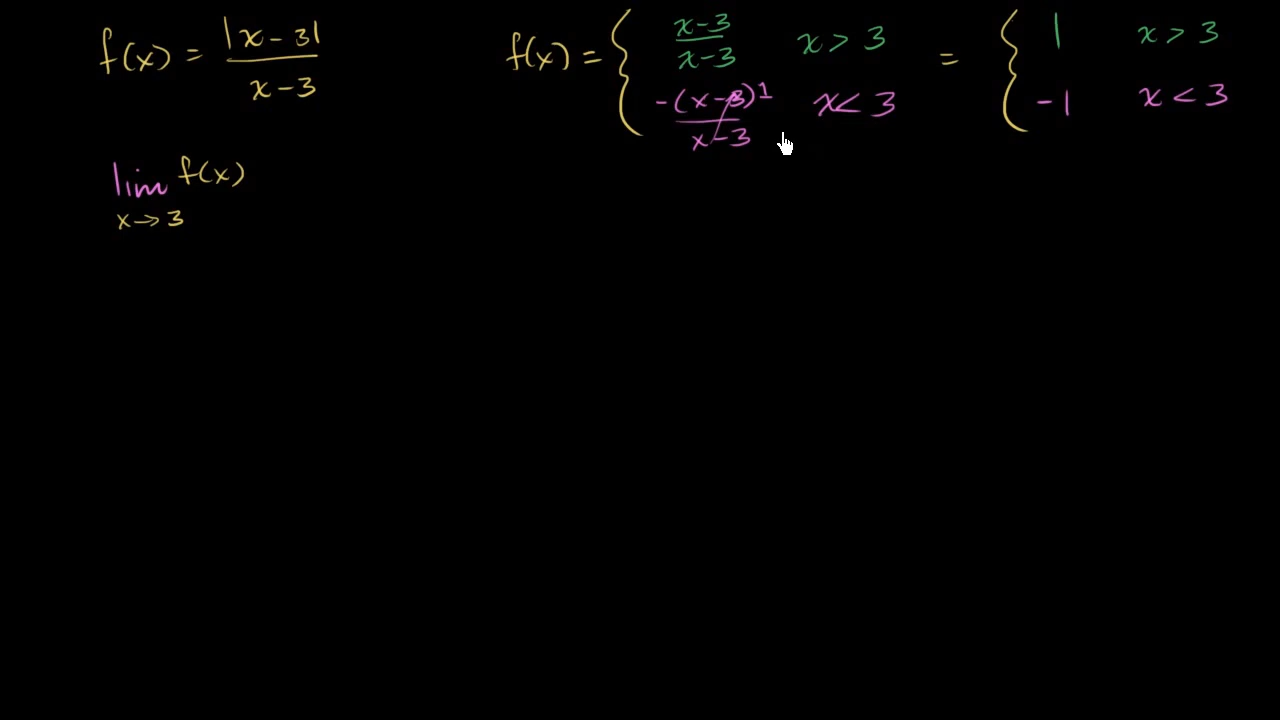 f(x) = |x-3| / x-3
f(x) = { x-3 / x-3 x > 3 = { 1 x > 3
-(x-3)1 / x-3 x < 3 -1 x < 3
lim f(x)
x→3